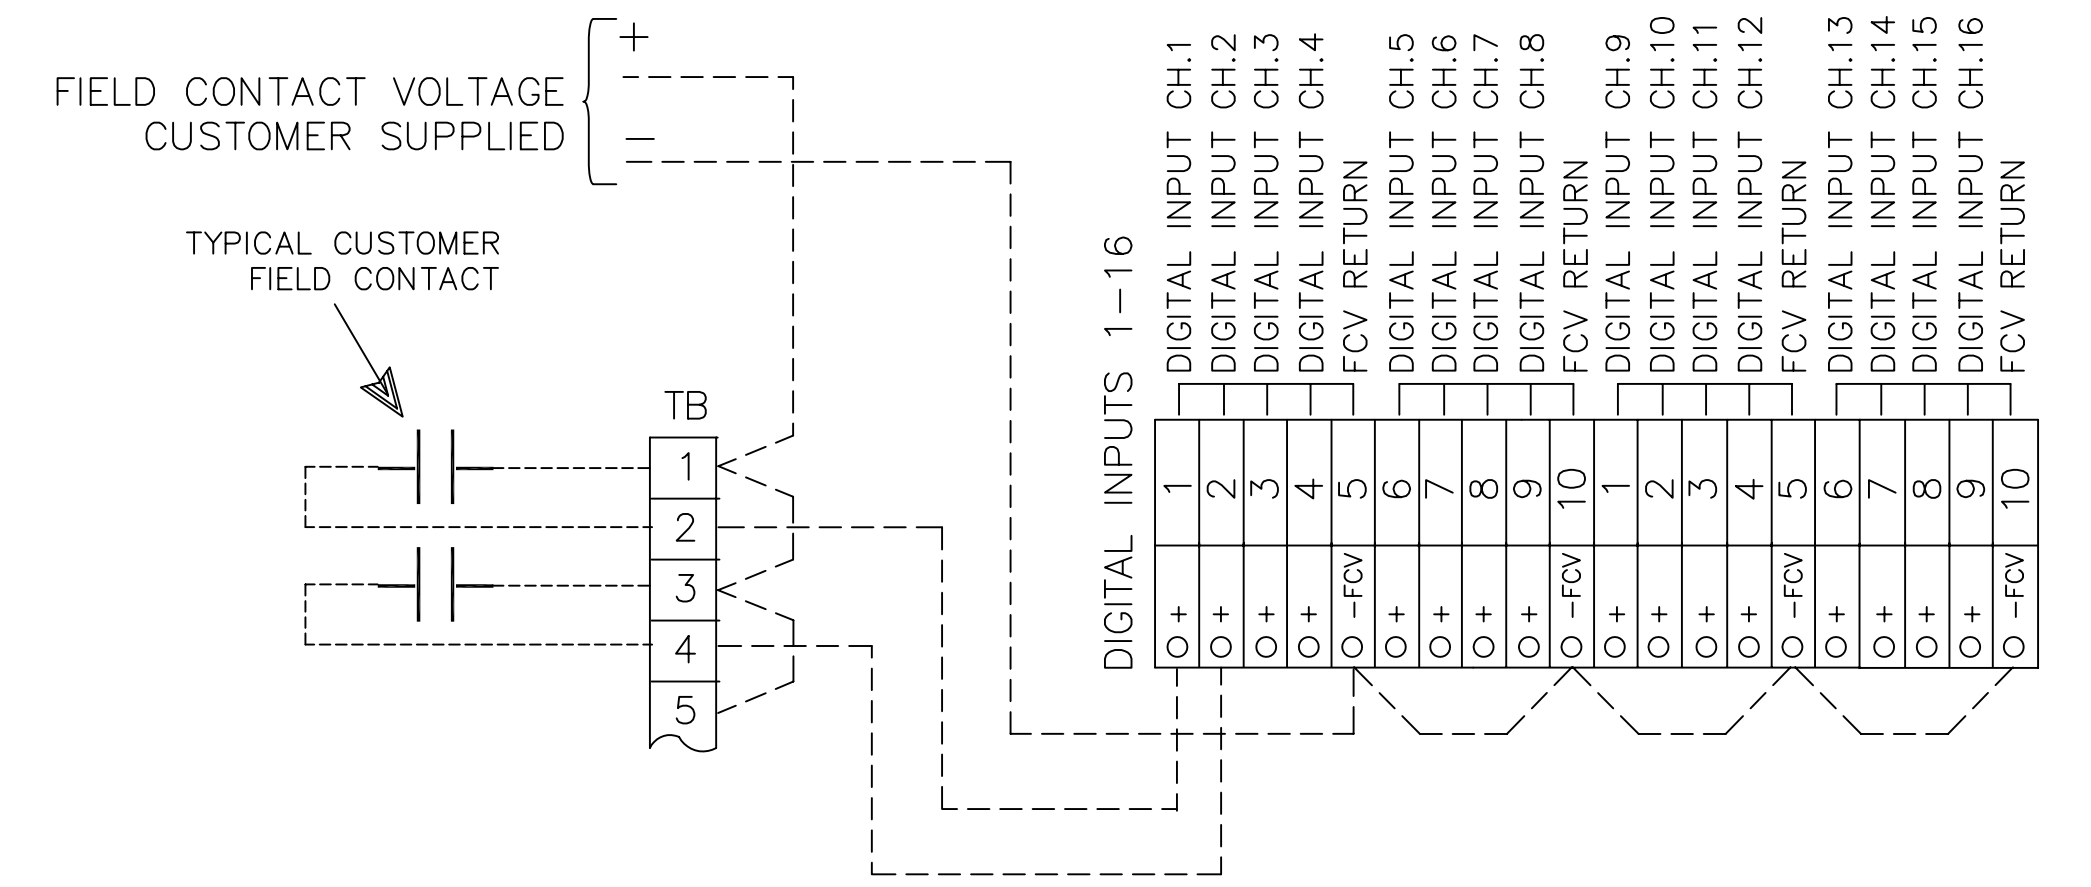 FIELD CONTACT VOLTAGE
CUSTOMER SUPPLIED
+
−
TYPICAL CUSTOMER
FIELD CONTACT
TB
1
2
3
4
5
DIGITAL INPUTS 1-16
DIGITAL INPUT CH.1
DIGITAL INPUT CH.2
DIGITAL INPUT CH.3
DIGITAL INPUT CH.4
FCV RETURN
DIGITAL INPUT CH.5
DIGITAL INPUT CH.6
DIGITAL INPUT CH.7
DIGITAL INPUT CH.8
FCV RETURN
DIGITAL INPUT CH.9
DIGITAL INPUT CH.10
DIGITAL INPUT CH.11
DIGITAL INPUT CH.12
FCV RETURN
DIGITAL INPUT CH.13
DIGITAL INPUT CH.14
DIGITAL INPUT CH.15
DIGITAL INPUT CH.16
FCV RETURN
1
2
3
4
5
6
7
8
9
10
1
2
3
4
5
6
7
8
9
10
+
+
+
+
-FCV
+
+
+
+
-FCV
+
+
+
+
-FCV
+
+
+
+
-FCV